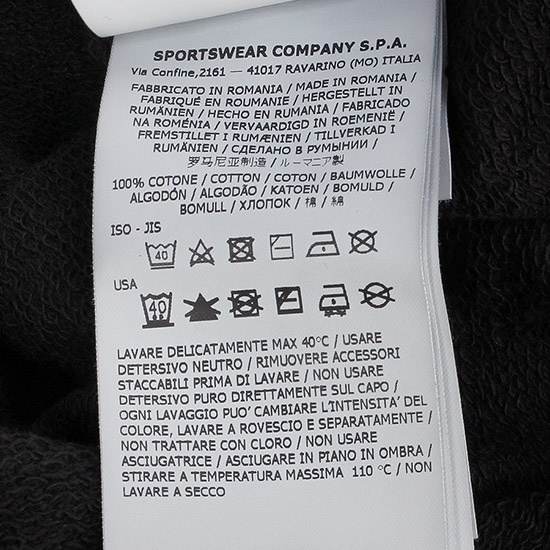 SPORTSWEAR COMPANY S.P.A.
Via Confine,2161 — 41017 RAVARINO (MO) ITALIA
FABBRICATO IN ROMANIA / MADE IN ROMANIA /
FABRIQUÉ EN ROUMANIE / HERGESTELLT IN
RUMÄNIEN / HECHO EN RUMANÍA / FABRICADO
NA ROMÉNIA / VERVAARDIGD IN ROEMENIË /
FREMSTILLET I RUMÆNIEN / TILLVERKAD I
RUMÄNIEN / СДЕЛАНО В РУМЫНИИ /
罗马尼亚制造 / ルーマニア製
100% COTONE / COTTON / COTON / BAUMWOLLE /
ALGODÓN / ALGODÃO / KATOEN / BOMULD /
BOMULL / ХЛОПОК / 棉 / 綿
ISO - JIS
40
USA
40
LAVARE DELICATAMENTE MAX 40°C / USARE
DETERSIVO NEUTRO / RIMUOVERE ACCESSORI
STACCABILI PRIMA DI LAVARE / NON USARE
DETERSIVO PURO DIRETTAMENTE SUL CAPO /
OGNI LAVAGGIO PUO' CAMBIARE L'INTENSITA' DEL
COLORE, LAVARE A ROVESCIO E SEPARATAMENTE /
NON TRATTARE CON CLORO / NON USARE
ASCIUGATRICE / ASCIUGARE IN PIANO IN OMBRA /
STIRARE A TEMPERATURA MASSIMA 110 °C / NON
LAVARE A SECCO